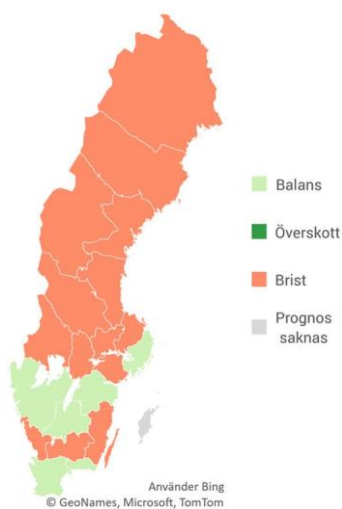 Balans
Överskott
Brist
Prognos
saknas
Använder Bing
© GeoNames, Microsoft, TomTom